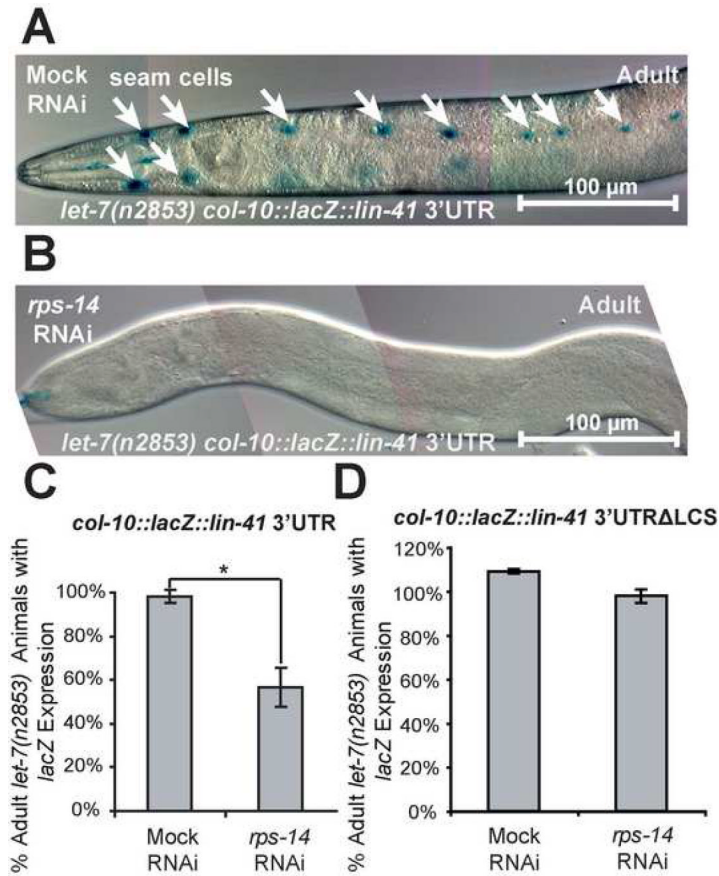 A
Mock RNAi
seam cells
Adult
100 µm
let-7(n2853) col-10::lacZ::lin-41 3'UTR
B
rps-14 RNAi
Adult
100 µm
let-7(n2853) col-10::lacZ::lin-41 3'UTR
C
col-10::lacZ::lin-41 3'UTR
% Adult let-7(n2853) Animals with
lacZ Expression
100%
80%
60%
40%
20%
0%
*
Mock RNAi
rps-14 RNAi
D
col-10::lacZ::lin-41 3'UTRΔLCS
% Adult let-7(n2853) Animals with
lacZ Expression
120%
100%
80%
60%
40%
20%
0%
Mock RNAi
rps-14 RNAi